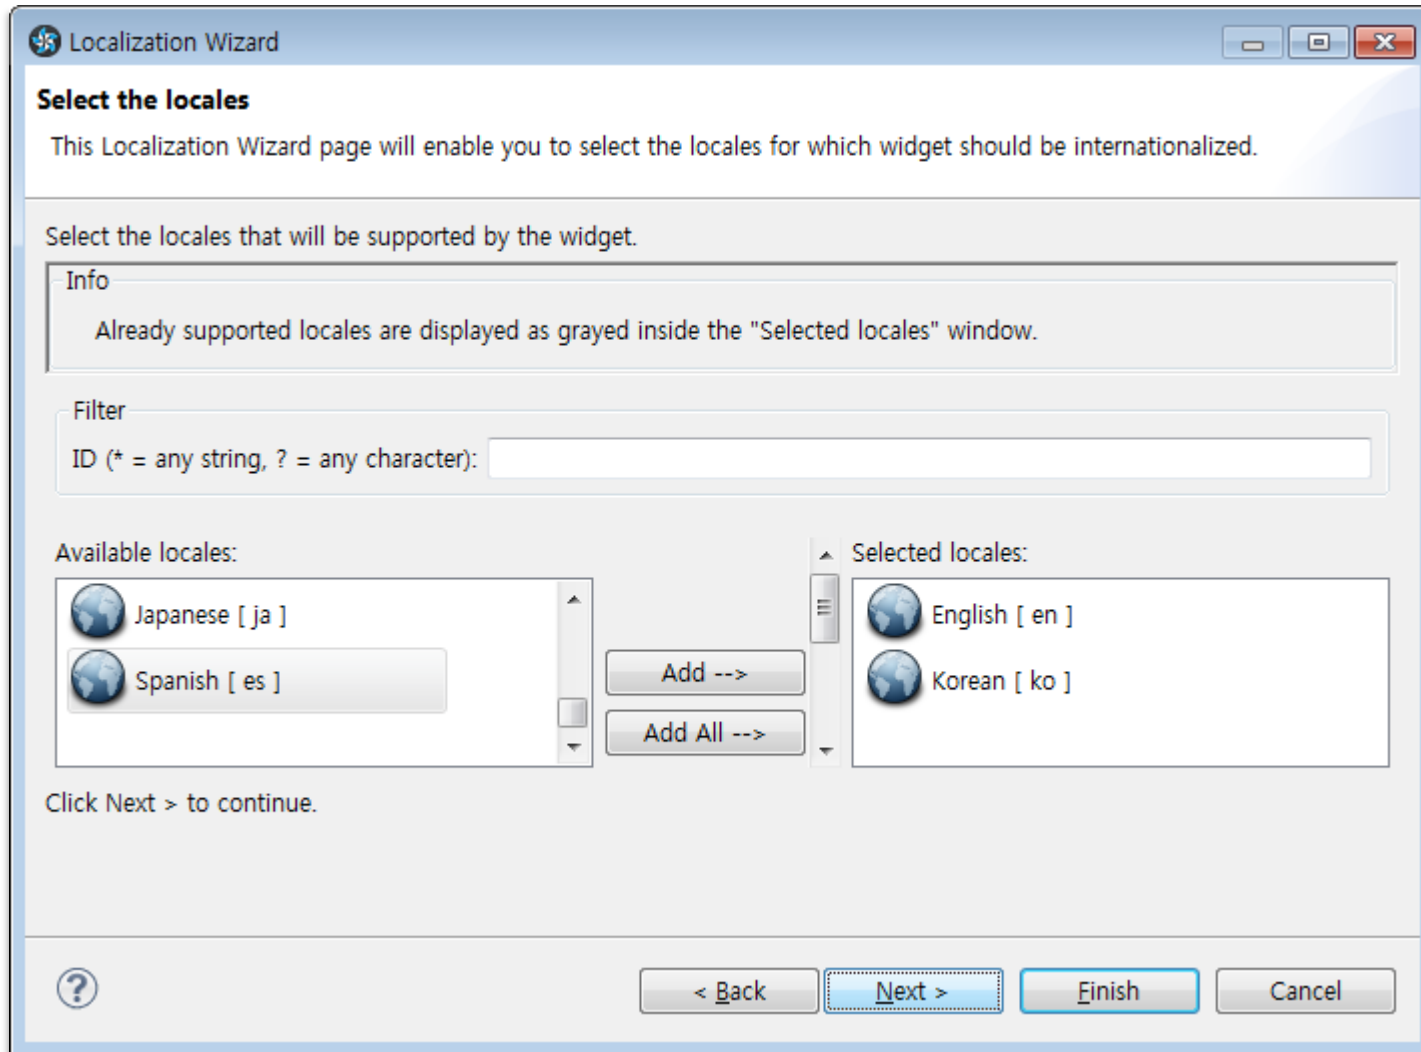 Localization Wizard
Select the locales
This Localization Wizard page will enable you to select the locales for which widget should be internationalized.
Select the locales that will be supported by the widget.
Info
Already supported locales are displayed as grayed inside the "Selected locales" window.
Filter
ID (* = any string, ? = any character):
Available locales:
Japanese [ ja ]
Spanish [ es ]
Add -->
Add All -->
Selected locales:
English [ en ]
Korean [ ko ]
Click Next > to continue.
?
< Back
Next >
Finish
Cancel